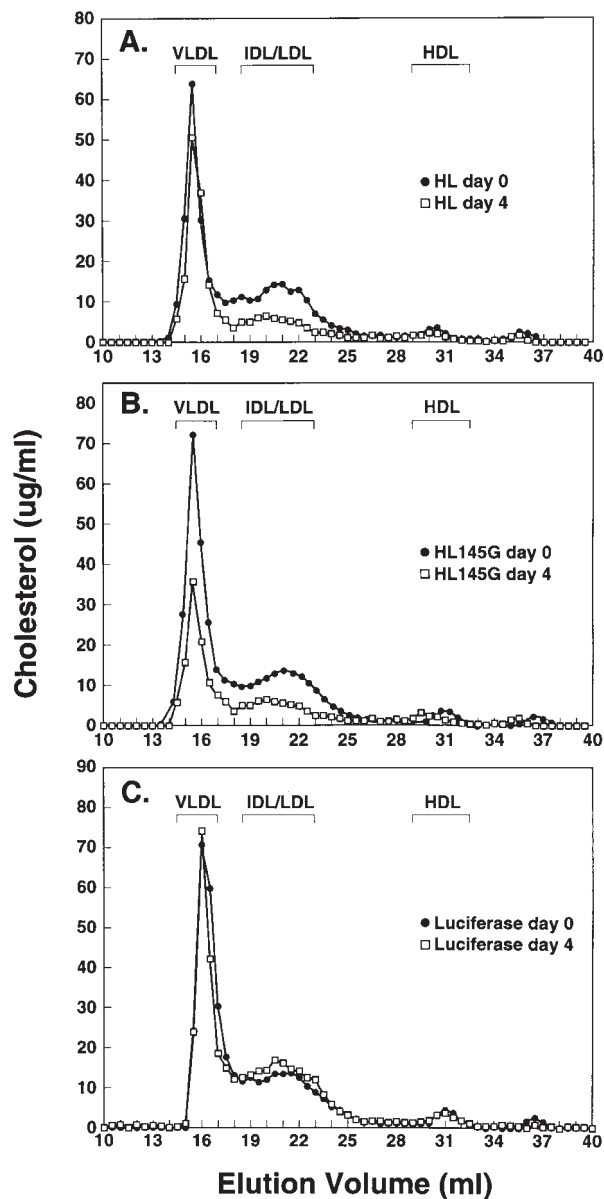 A.
VLDL IDL/LDL HDL
HL day 0
HL day 4
80
70
60
50
40
30
20
10
0
10 13 16 19 22 25 28 31 34 37 40
B.
VLDL IDL/LDL HDL
HL145G day 0
HL145G day 4
80
70
60
50
40
30
20
10
0
10 13 16 19 22 25 28 31 34 37 40
C.
VLDL IDL/LDL HDL
Luciferase day 0
Luciferase day 4
90
80
70
60
50
40
30
20
10
0
10 13 16 19 22 25 28 31 34 37 40
Cholesterol (ug/ml)
Elution Volume (ml)